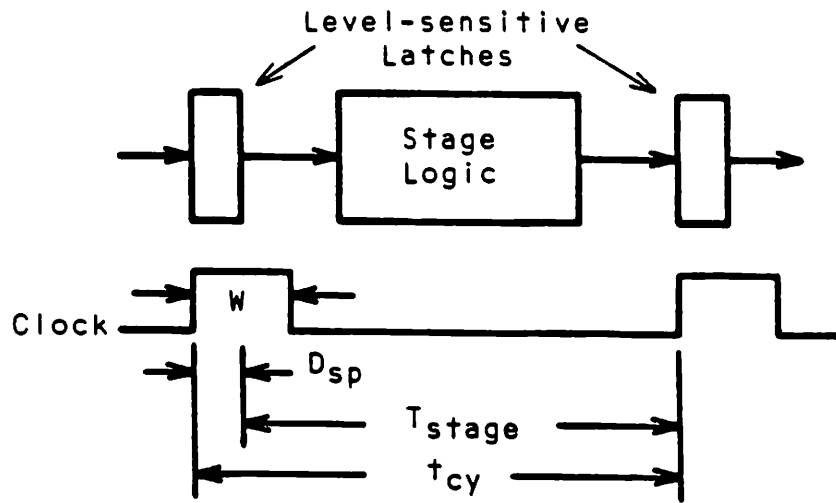 Level-sensitive
Latches
Stage
Logic
W
Clock
Dsp
Tstage
tcy